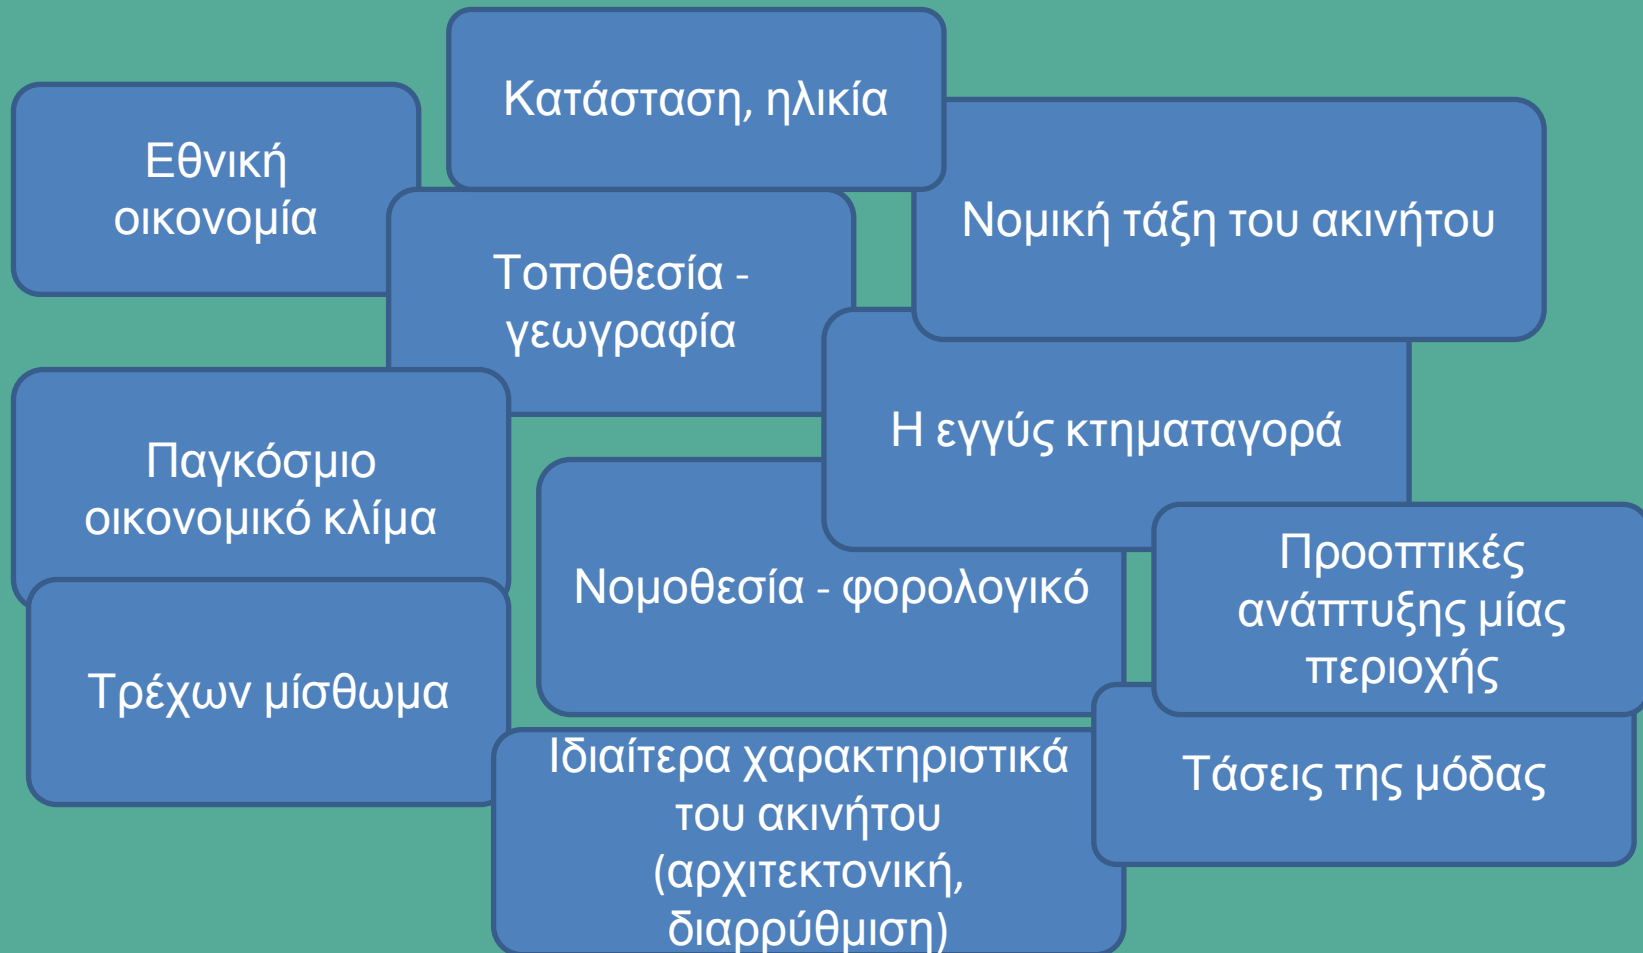 Κατάσταση, ηλικία
Εθνική
οικονομία
Νομική τάξη του ακινήτου
Τοποθεσία -
γεωγραφία
Η εγγύς κτηματαγορά
Παγκόσμιο
οικονομικό κλίμα
Νομοθεσία - φορολογικό
Προοπτικές
ανάπτυξης μίας
περιοχής
Τρέχων μίσθωμα
Ιδιαίτερα χαρακτηριστικά
του ακινήτου
(αρχιτεκτονική,
διαρρύθμιση)
Τάσεις της μόδας